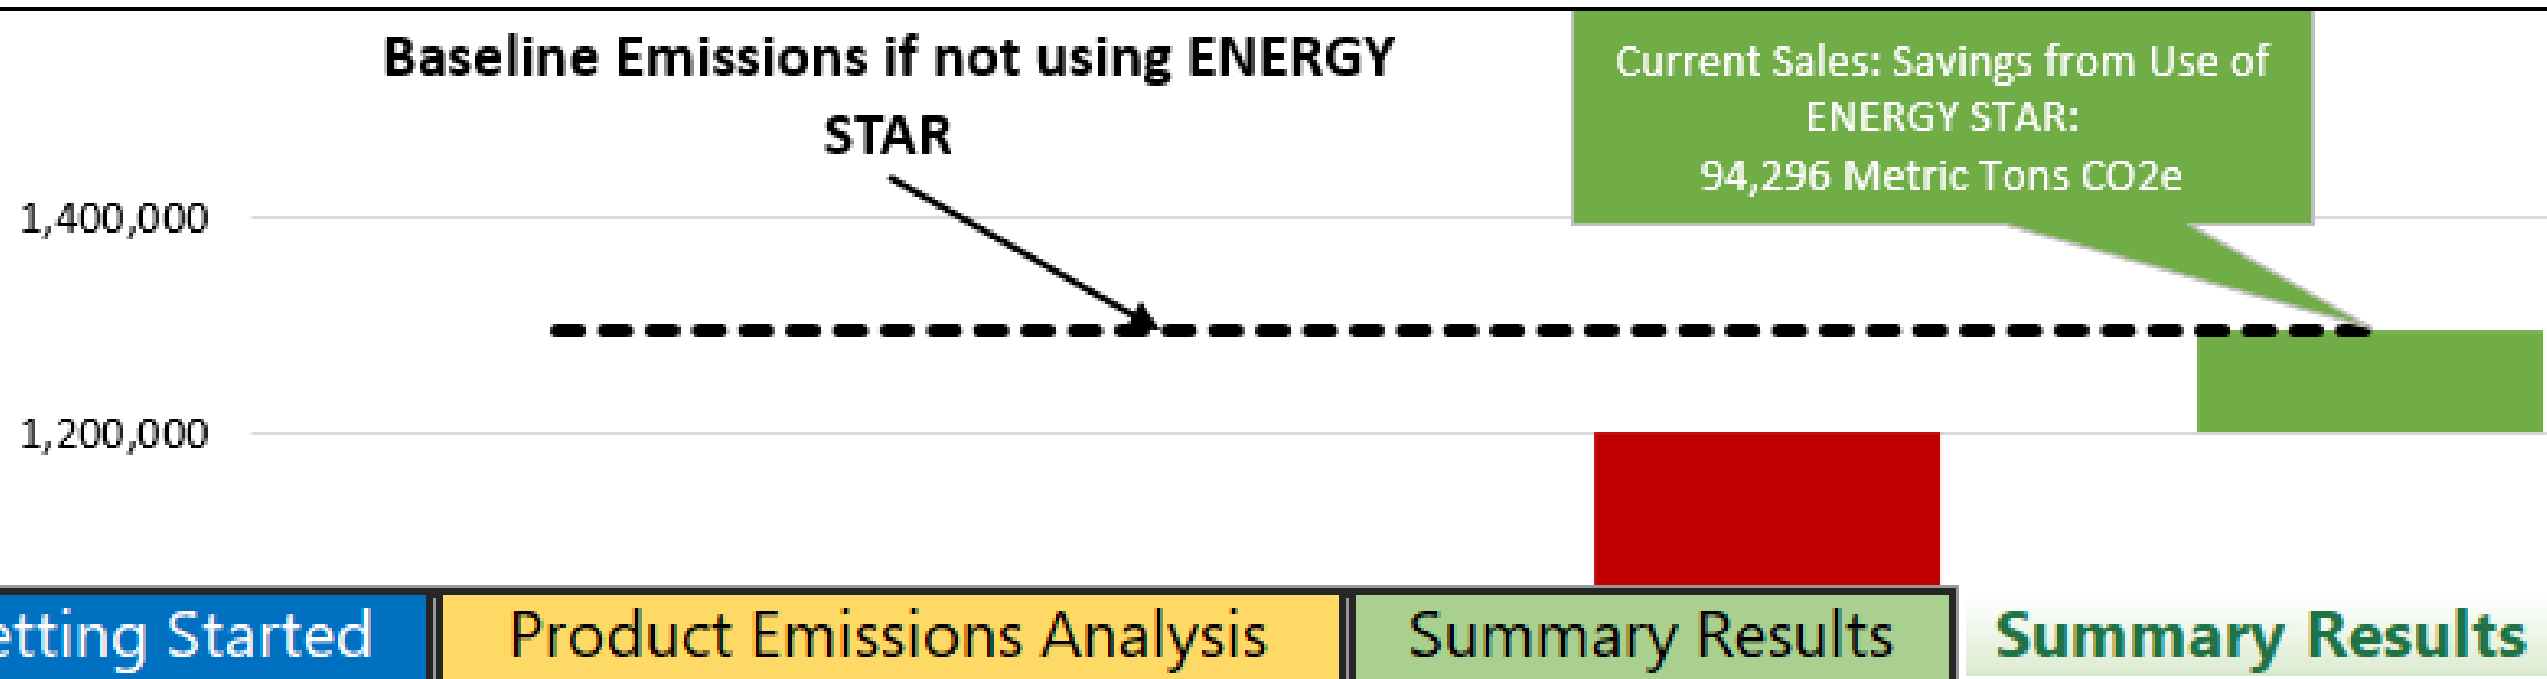 Baseline Emissions if not using ENERGY
STAR
Current Sales: Savings from Use of
ENERGY STAR:
94,296 Metric Tons CO2e
1,400,000
1,200,000
etting Started
Product Emissions Analysis
Summary Results
Summary Results